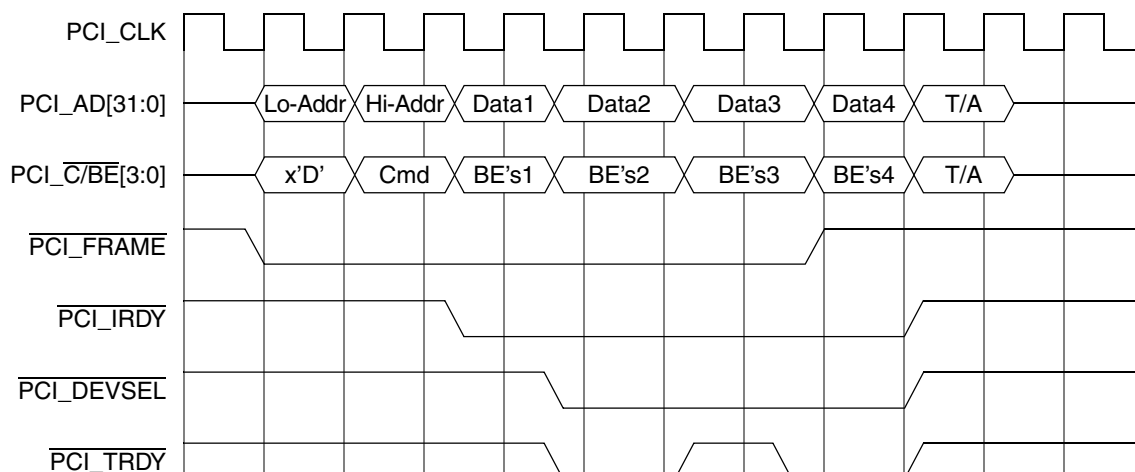 PCI_CLK
PCI_AD[31:0] Lo-Addr Hi-Addr Data1 Data2 Data3 Data4 T/A
PCI_C/BE[3:0] x'D' Cmd BE's1 BE's2 BE's3 BE's4 T/A
PCI_FRAME
PCI_IRDY
PCI_DEVSEL
PCI_TRDY